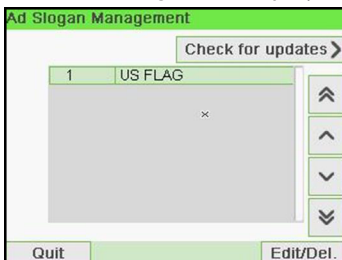 Ad Slogan Management
Check for updates
1 US FLAG
Quit Edit/Del.